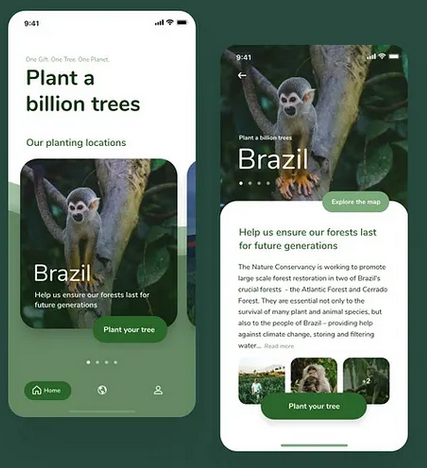 9:41
One Gift. One Tree. One Planet.
Plant a
billion trees
Our planting locations
Brazil
Help us ensure our forests last for
future generations
Plant your tree
Home
9:41
Plant a billion trees
Brazil
Explore the map
Help us ensure our forests last
for future generations
The Nature Conservancy is working to promote
large scale forest restoration in two of Brazil's
crucial forests - the Atlantic Forest and Cerrado
Forest. They are essential not only to the
survival of many plant and animal species, but
also to the people of Brazil – providing help
against climate change, storing and filtering
water... Read more
+2
Plant your tree